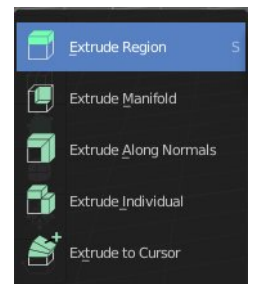 Extrude Region S
Extrude Manifold
Extrude Along Normals
Extrude Individual
Extrude to Cursor